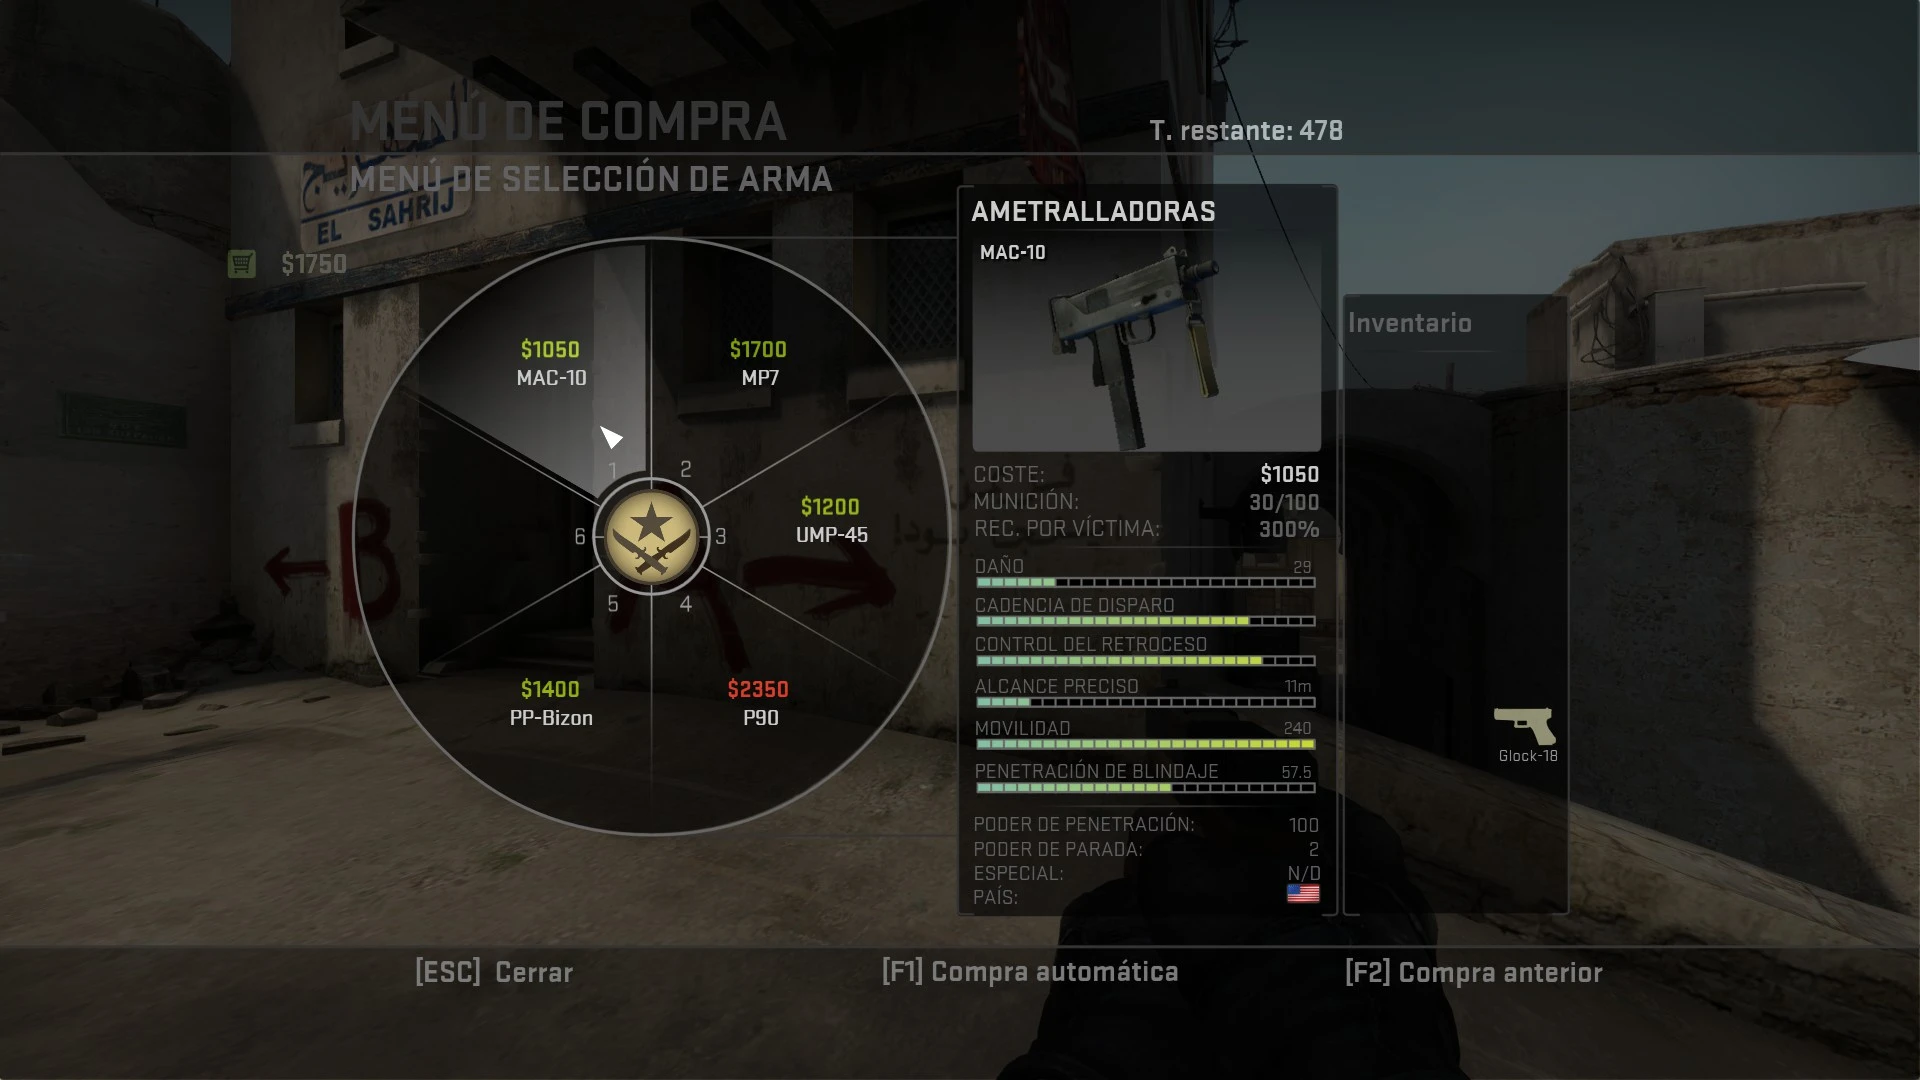 MENÚ DE COMPRA
T. restante: 478
MENÚ DE SELECCIÓN DE ARMA
EL SAHRIJ
$1750
$1050
MAC-10
$1700
MP7
$1200
UMP-45
$2350
P90
$1400
PP-Bizon
1
2
3
4
5
6
B
AMETRALLADORAS
MAC-10
COSTE: $1050
MUNICIÓN: 30/100
REC. POR VÍCTIMA: 300%
DAÑO 29
CADENCIA DE DISPARO
CONTROL DEL RETROCESO
ALCANCE PRECISO 11m
MOVILIDAD 240
PENETRACIÓN DE BLINDAJE 57.5
PODER DE PENETRACIÓN: 100
PODER DE PARADA: 2
ESPECIAL: N/D
PAÍS:
Inventario
Glock-18
[ESC] Cerrar
[F1] Compra automática
[F2] Compra anterior